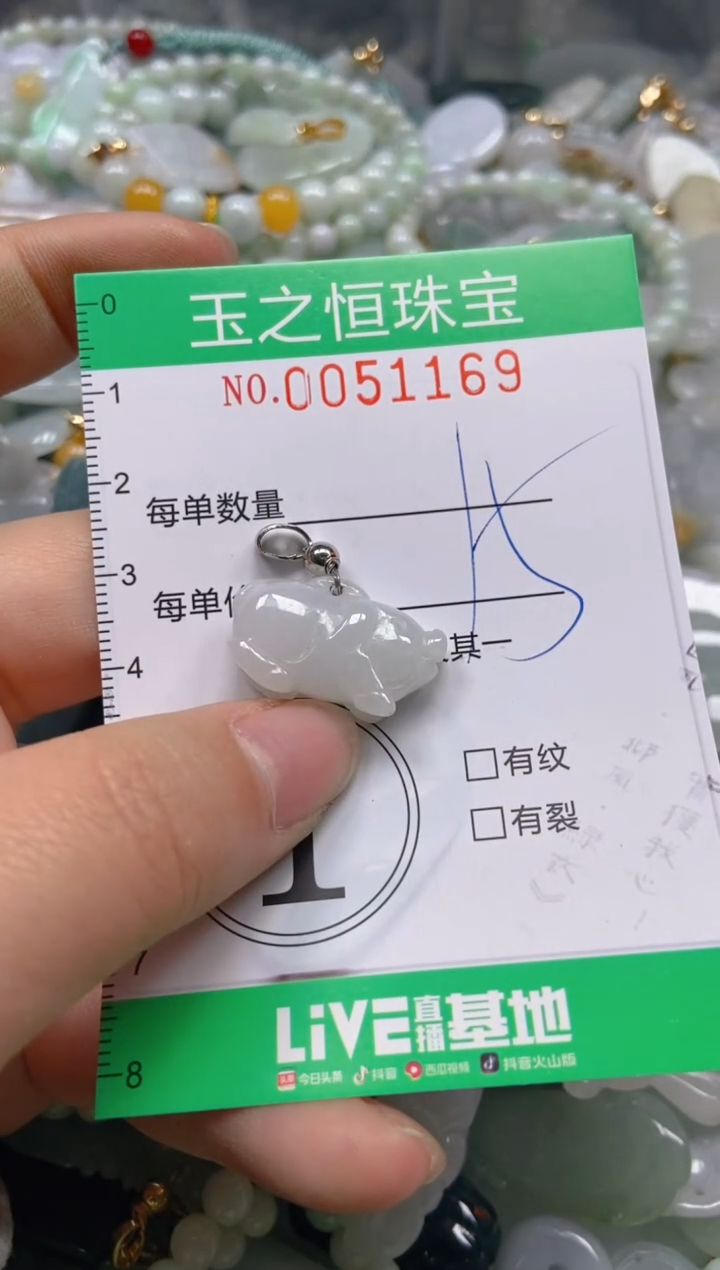 玉之恒珠宝
NO.0051169
每单数量
每单
其一
有纹
有裂
1
LiVE直播基地
今日头条 抖音 西瓜视频 抖音火山版
0
1
2
3
4
7
8